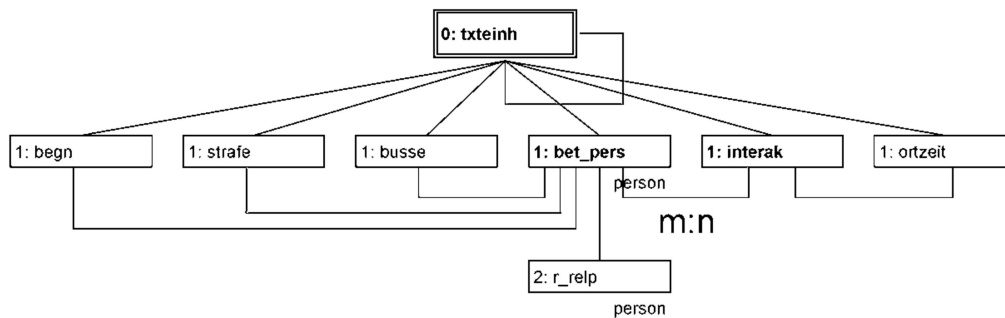 0: txteinh
1: begn
1: strafe
1: busse
1: bet_pers
1: interak
1: ortzeit
person
m:n
2: r_relp
person